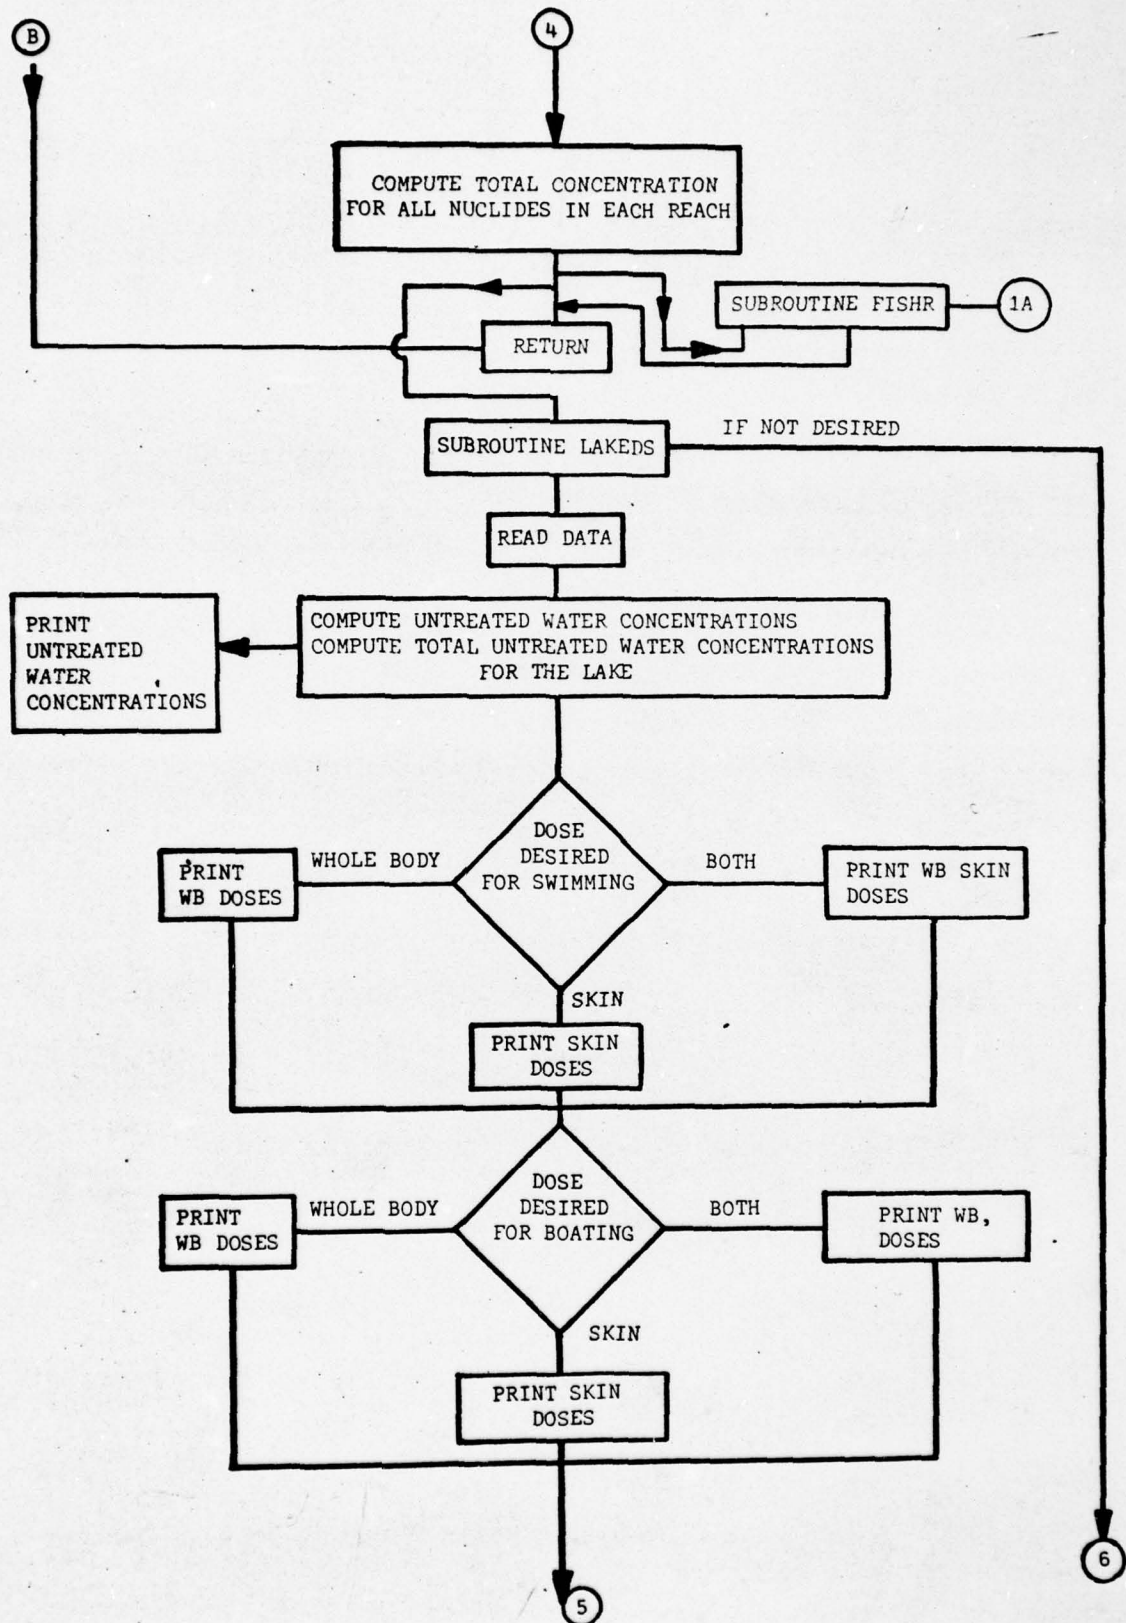 B
4
COMPUTE TOTAL CONCENTRATION
FOR ALL NUCLIDES IN EACH REACH
SUBROUTINE FISHR
1A
RETURN
SUBROUTINE LAKEDS
IF NOT DESIRED
READ DATA
PRINT
UNTREATED
WATER
CONCENTRATIONS
COMPUTE UNTREATED WATER CONCENTRATIONS
COMPUTE TOTAL UNTREATED WATER CONCENTRATIONS
FOR THE LAKE
DOSE
DESIRED
FOR SWIMMING
WHOLE BODY
PRINT
WB DOSES
BOTH
PRINT WB SKIN
DOSES
SKIN
PRINT SKIN
DOSES
DOSE
DESIRED
FOR BOATING
WHOLE BODY
PRINT
WB DOSES
BOTH
PRINT WB,
DOSES
SKIN
PRINT SKIN
DOSES
6
5